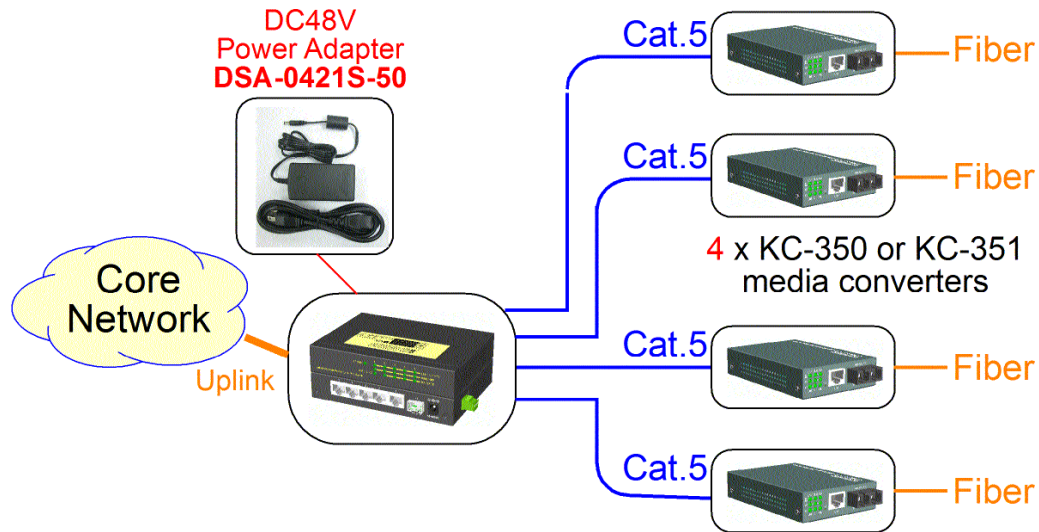 DC48V
Power Adapter
DSA-0421S-50
Cat.5
Fiber
Cat.5
Fiber
4 x KC-350 or KC-351
media converters
Core
Network
Uplink
Cat.5
Fiber
Cat.5
Fiber